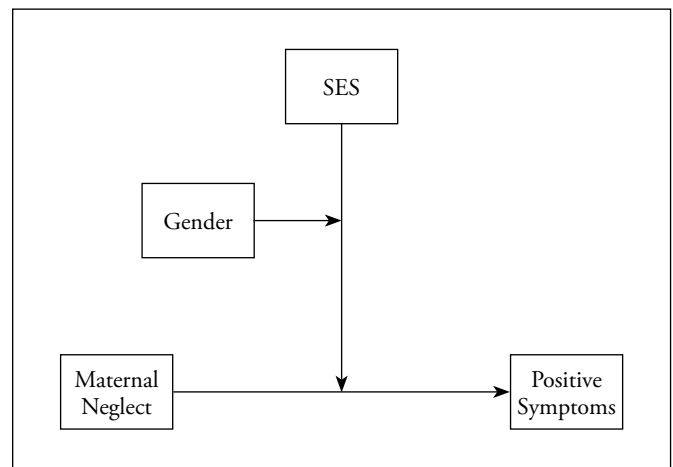 SES
Gender
Maternal
Neglect
Positive
Symptoms